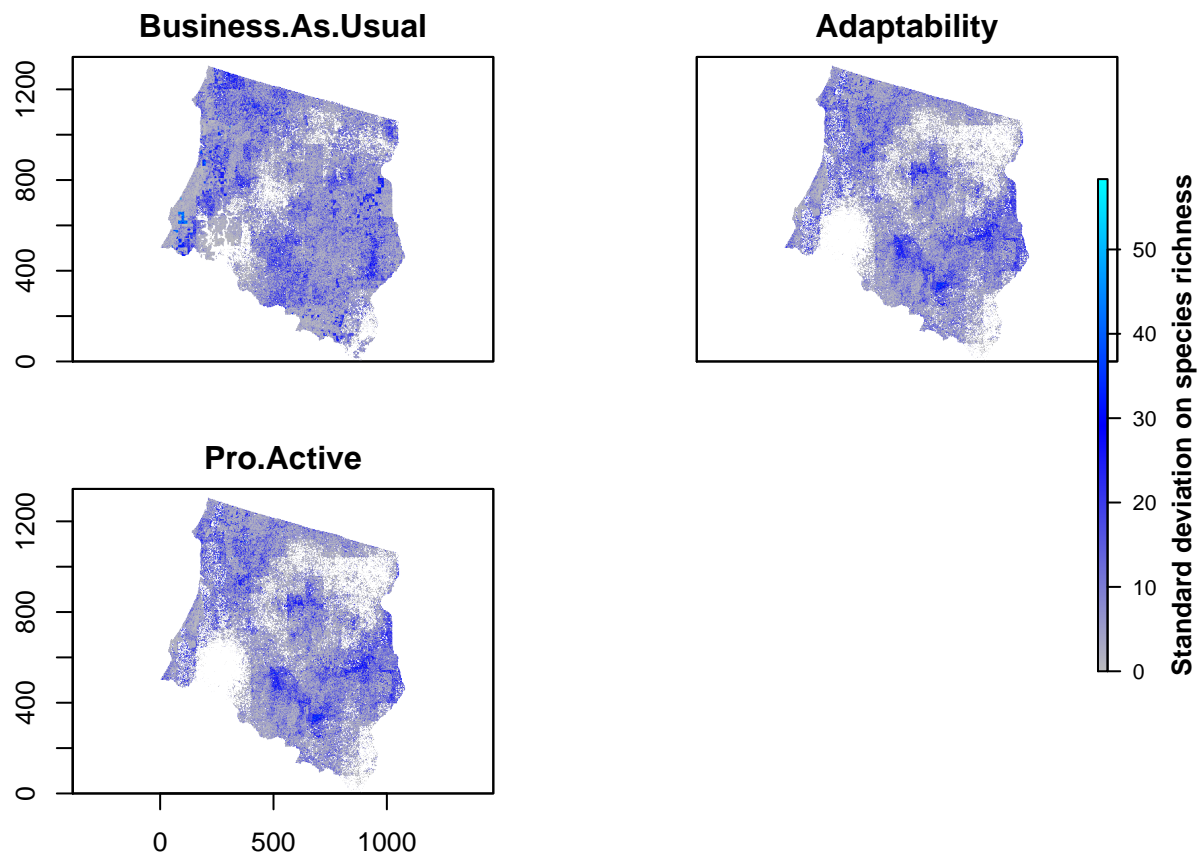 Business.As.Usual
Adaptability
1200
800
400
0
50
40
30
20
10
0
Standard deviation on species richness
Pro.Active
1200
800
400
0
0 500 1000